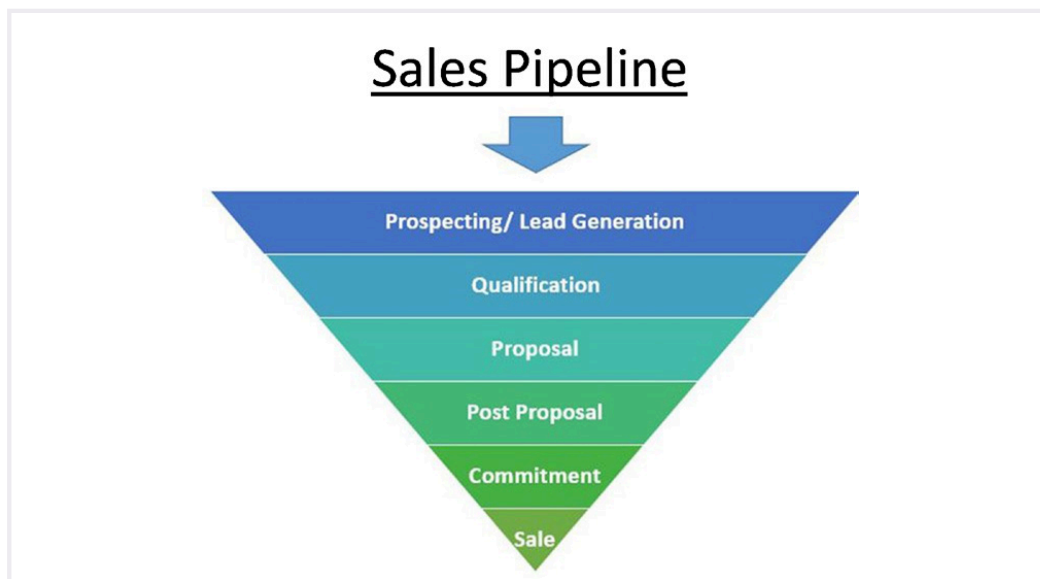 Sales Pipeline
Prospecting/ Lead Generation
Qualification
Proposal
Post Proposal
Commitment
Sale